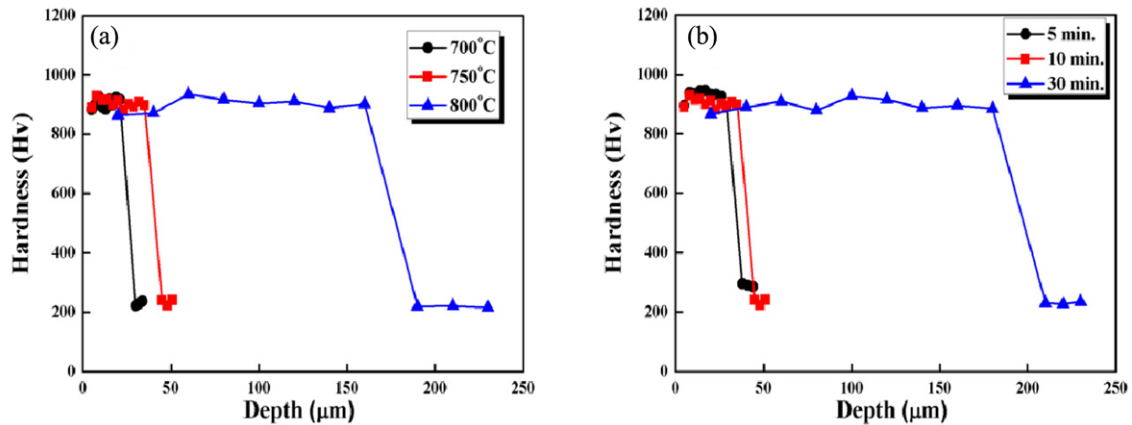 (a)
700°C
750°C
800°C
1200
1000
800
600
400
200
0
Hardness (Hv)
0 50 100 150 200 250
Depth (μm)
(b)
5 min.
10 min.
30 min.
1200
1000
800
600
400
200
0
Hardness (Hv)
0 50 100 150 200 250
Depth (μm)